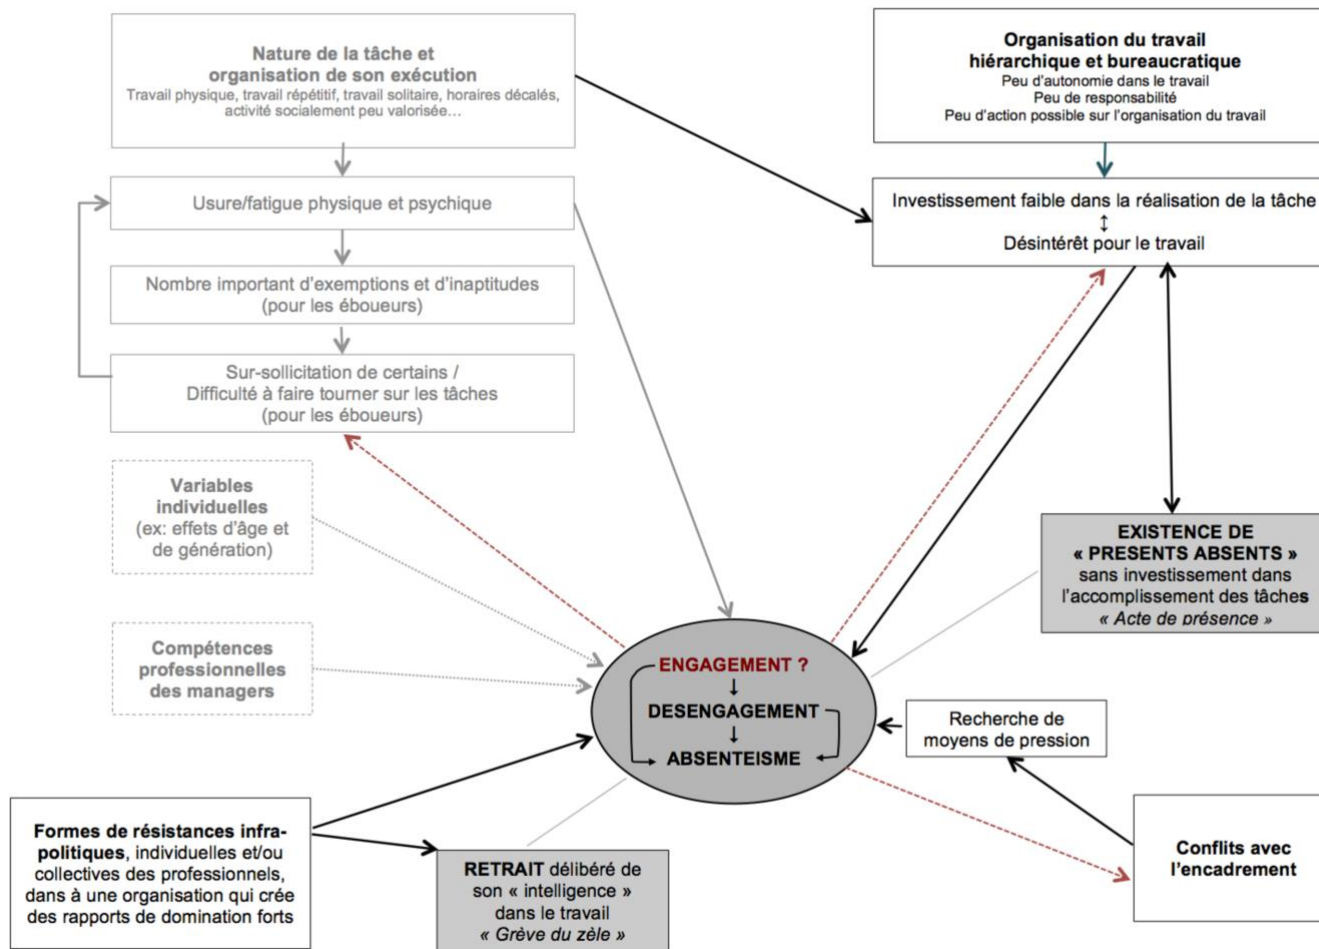 Nature de la tâche et
organisation de son exécution
Travail physique, travail répétitif, travail solitaire, horaires décalés,
activité socialement peu valorisée…
Usure/fatigue physique et psychique
Nombre important d'exemptions et d'inaptitudes
(pour les éboueurs)
Sur-sollicitation de certains /
Difficulté à faire tourner sur les tâches
(pour les éboueurs)
Variables
individuelles
(ex: effets d'âge et
de génération)
Compétences
professionnelles
des managers
Formes de résistances infra-
politiques, individuelles et/ou
collectives des professionnels,
dans à une organisation qui crée
des rapports de domination forts
RETRAIT délibéré de
son « intelligence »
dans le travail
« Grève du zèle »
ENGAGEMENT ?
DESENGAGEMENT
ABSENTEISME
Organisation du travail
hiérarchique et bureaucratique
Peu d'autonomie dans le travail
Peu de responsabilité
Peu d'action possible sur l'organisation du travail
Investissement faible dans la réalisation de la tâche
Désintérêt pour le travail
EXISTENCE DE
« PRESENTS ABSENTS »
sans investissement dans
l'accomplissement des tâches
« Acte de présence »
Recherche de
moyens de pression
Conflits avec
l'encadrement